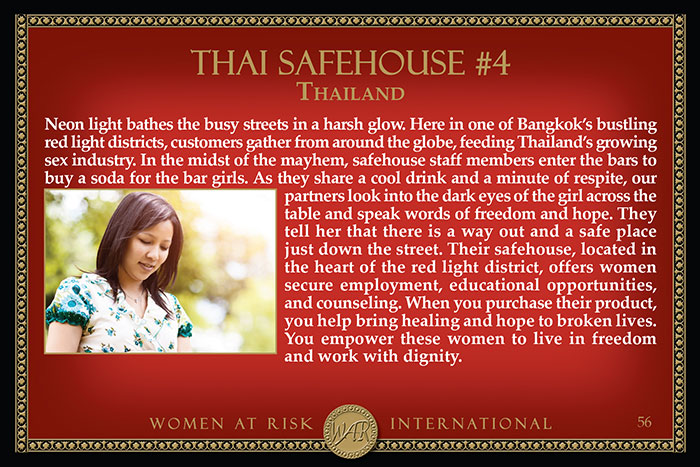 THAI SAFEHOUSE #4
THAILAND
Neon light bathes the busy streets in a harsh glow. Here in one of Bangkok's bustling
red light districts, customers gather from around the globe, feeding Thailand's growing
sex industry. In the midst of the mayhem, safehouse staff members enter the bars to
buy a soda for the bar girls. As they share a cool drink and a minute of respite, our
partners look into the dark eyes of the girl across the
table and speak words of freedom and hope. They
tell her that there is a way out and a safe place
just down the street. Their safehouse, located in
the heart of the red light district, offers women
secure employment, educational opportunities,
and counseling. When you purchase their product,
you help bring healing and hope to broken lives.
You empower these women to live in freedom
and work with dignity.
WOMEN AT RISK WAR INTERNATIONAL 56